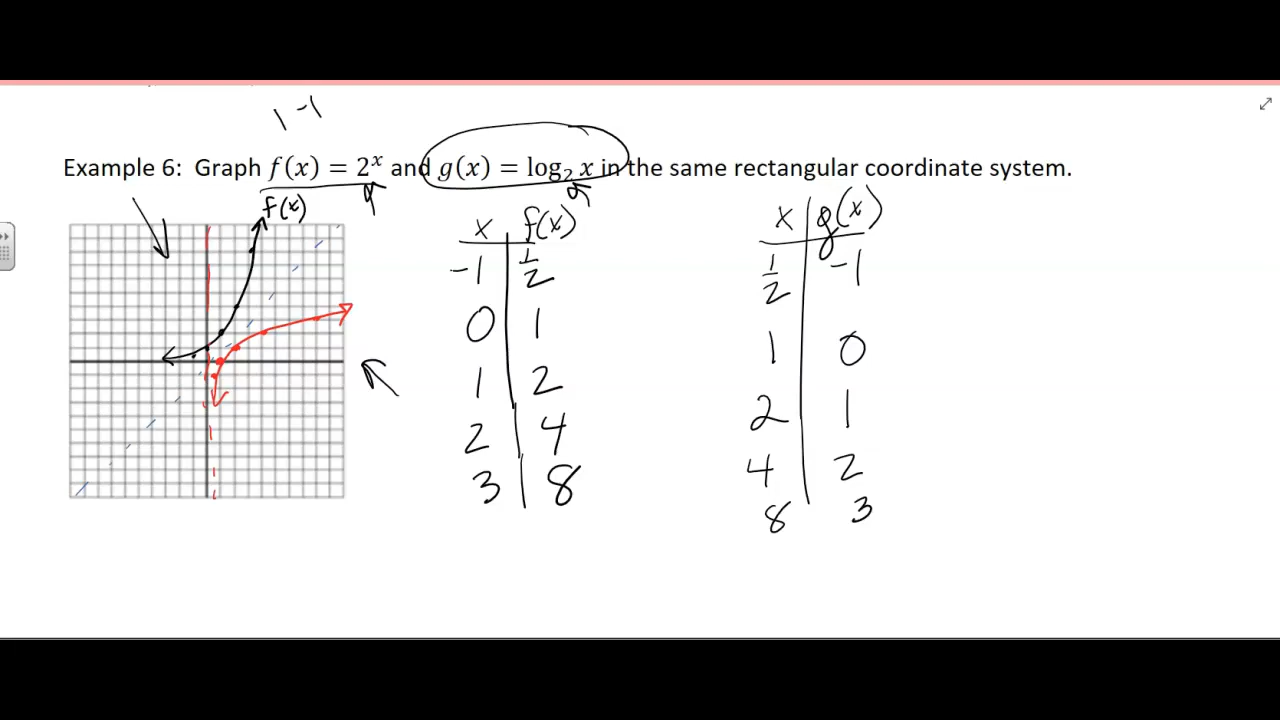 1-1
Example 6: Graph f(x) = 2^x and g(x) = log_2 x in the same rectangular coordinate system.
f(x)
x f(x)
-1 1/2
0 1
1 2
2 4
3 8
x g(x)
1/2 -1
1 0
2 1
4 2
8 3